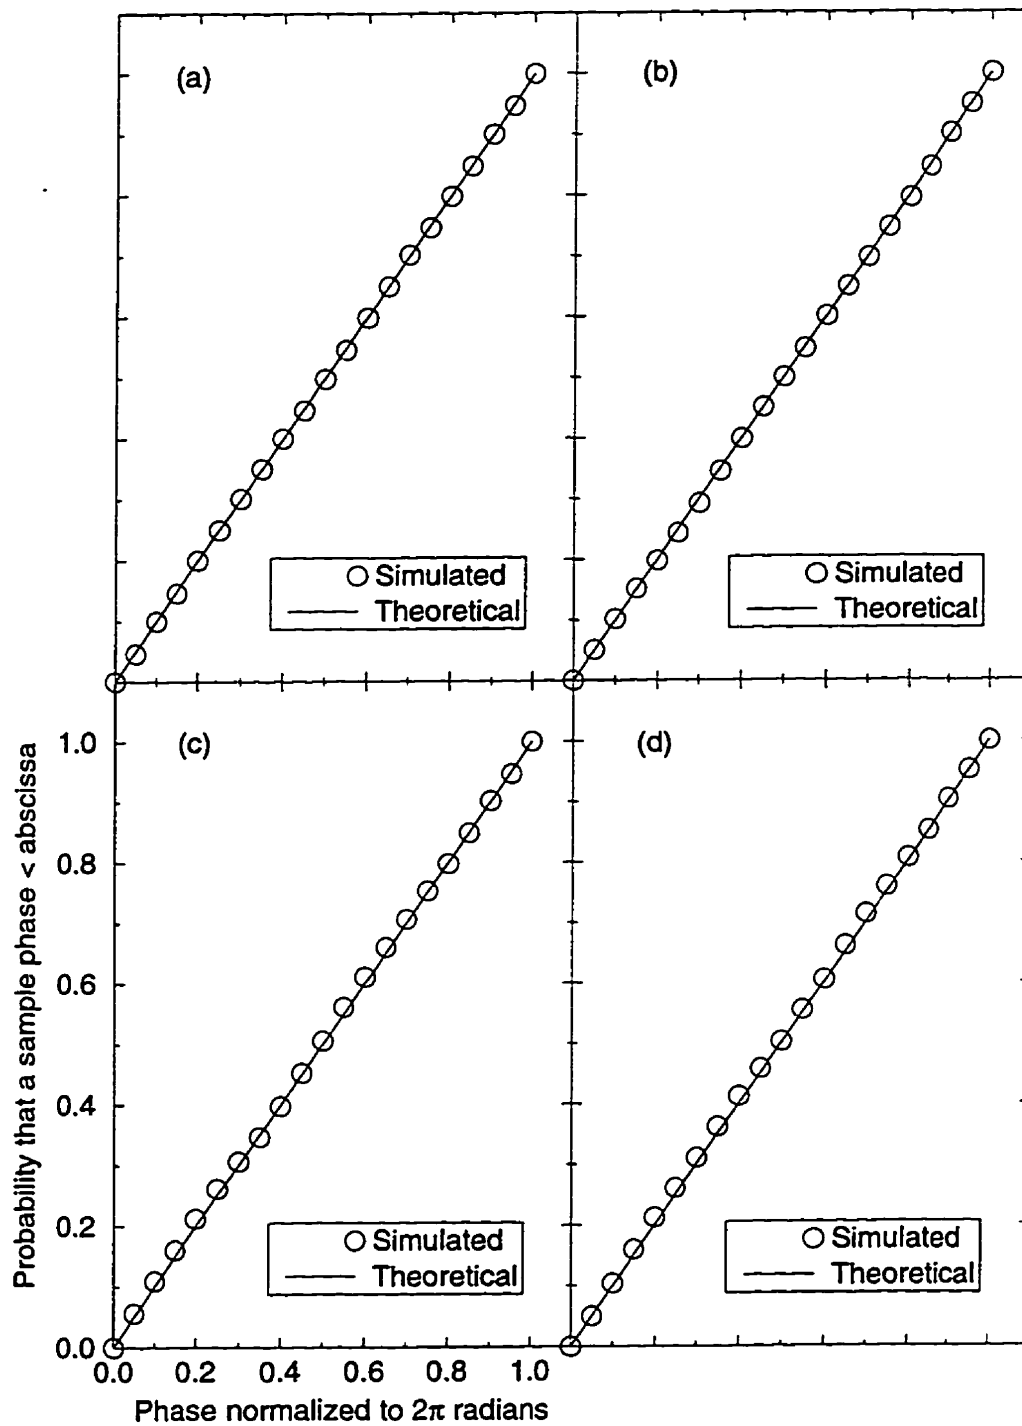 (a)
(b)
Simulated
Theoretical
Simulated
Theoretical
(c)
(d)
Probability that a sample phase < abscissa
1.0
0.8
0.6
0.4
0.2
0.0
Simulated
Theoretical
Simulated
Theoretical
0.0 0.2 0.4 0.6 0.8 1.0
Phase normalized to 2π radians